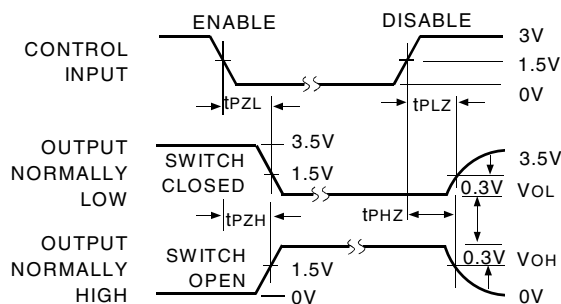 ENABLE
DISABLE
CONTROL
INPUT
3V
1.5V
0V
tPZL
tPLZ
OUTPUT
NORMALLY
LOW
SWITCH
CLOSED
3.5V
1.5V
3.5V
0.3V
VOL
tPZH
tPHZ
OUTPUT
NORMALLY
HIGH
SWITCH
OPEN
1.5V
0V
0.3V
VOH
0V